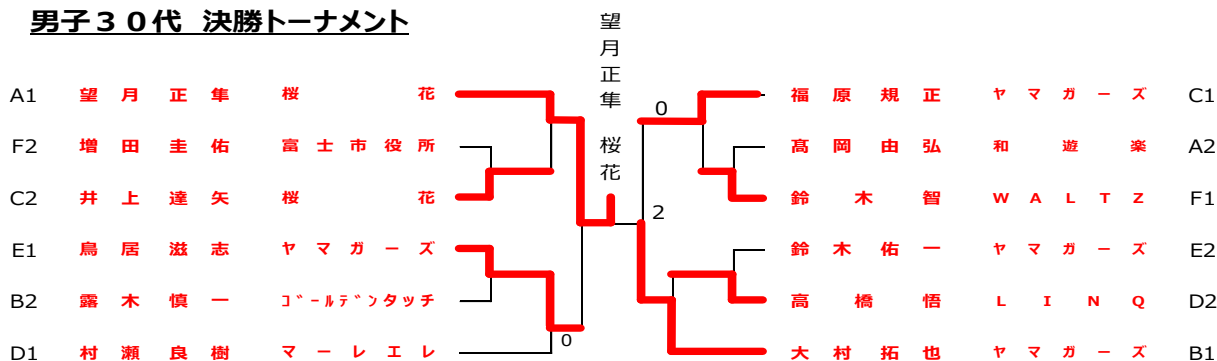 男子３０代 決勝トーナメント
望月正隼 桜花
A1 望月正隼 桜花
F2 増田圭佑 富士市役所
C2 井上達矢 桜花
E1 鳥居滋志 ヤマガーズ
B2 露木慎一 ゴールデンタッチ
D1 村瀬良樹 マーレエレ
0
0
2
福原規正 ヤマガーズ C1
髙岡由弘 和遊楽 A2
鈴木智 WALTZ F1
鈴木佑一 ヤマガーズ E2
高橋悟 LINQ D2
大村拓也 ヤマガーズ B1